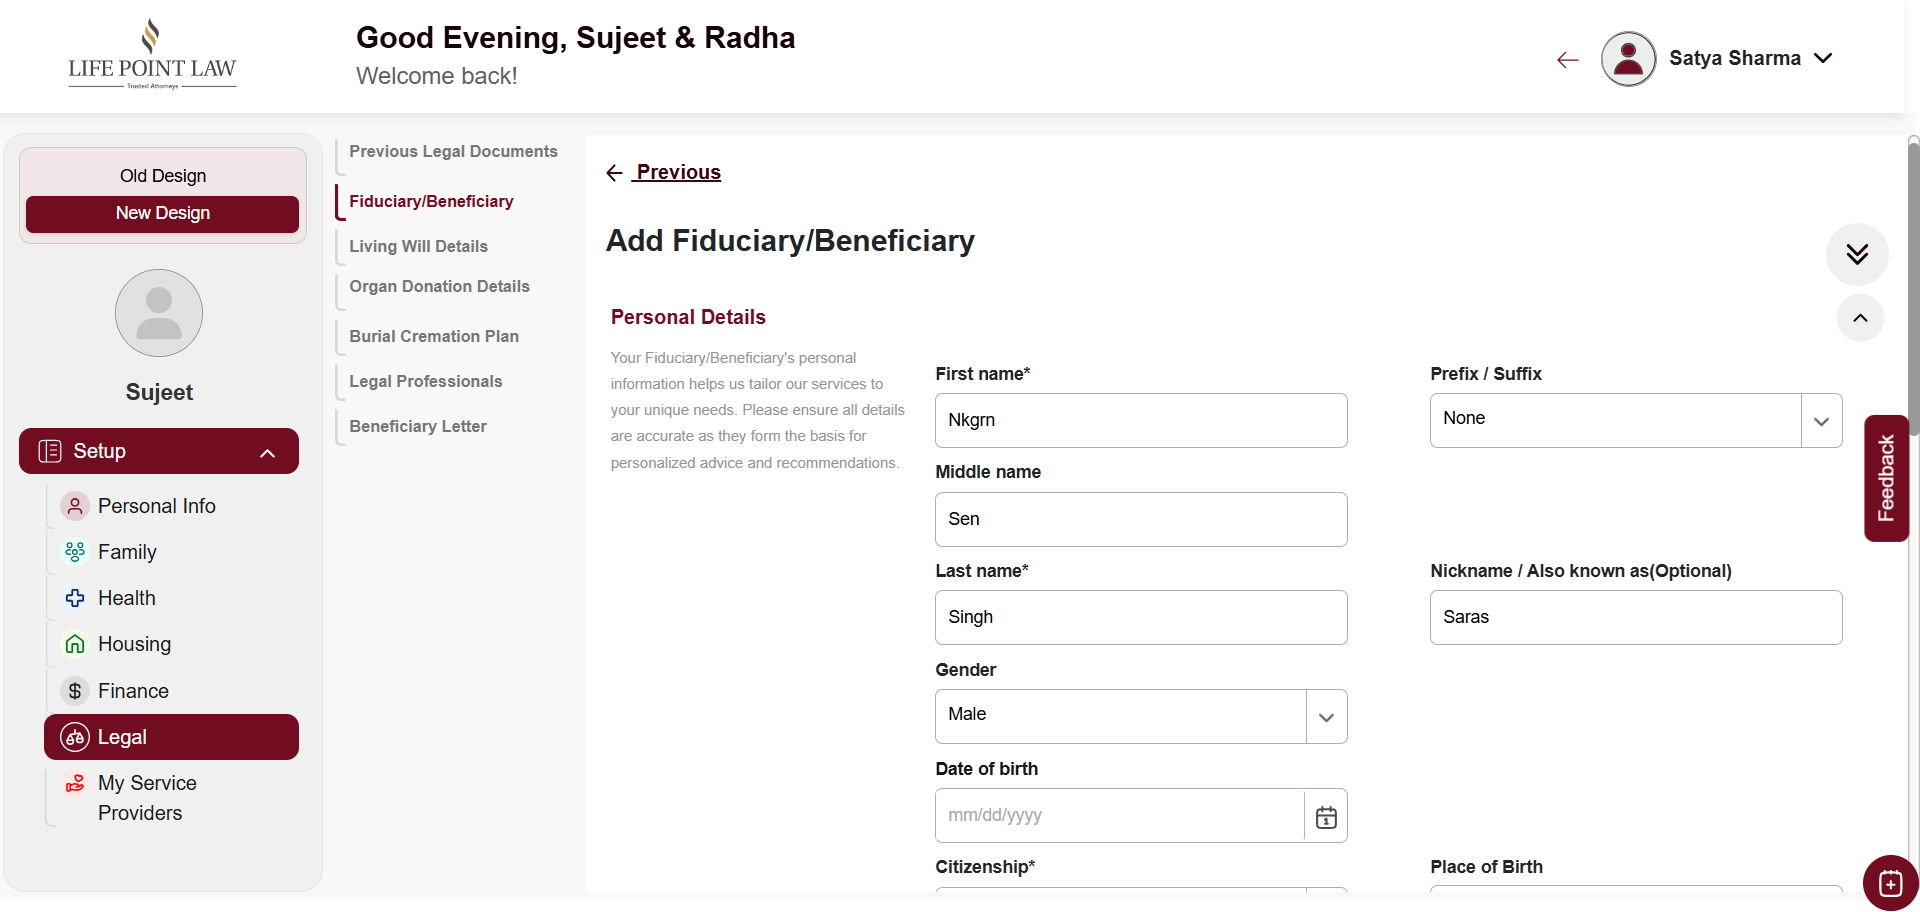 LIFE POINT LAW
Trusted Attorneys
Good Evening, Sujeet & Radha
Welcome back!
Satya Sharma
Old Design
New Design
Sujeet
Setup
Personal Info
Family
Health
Housing
Finance
Legal
My Service
Providers
Previous Legal Documents
Fiduciary/Beneficiary
Living Will Details
Organ Donation Details
Burial Cremation Plan
Legal Professionals
Beneficiary Letter
Previous
Add Fiduciary/Beneficiary
Personal Details
Your Fiduciary/Beneficiary's personal
information helps us tailor our services to
your unique needs. Please ensure all details
are accurate as they form the basis for
personalized advice and recommendations.
First name*
Nkgrn
Prefix / Suffix
None
Middle name
Sen
Last name*
Singh
Nickname / Also known as(Optional)
Saras
Gender
Male
Date of birth
mm/dd/yyyy
Citizenship*
Place of Birth
Feedback